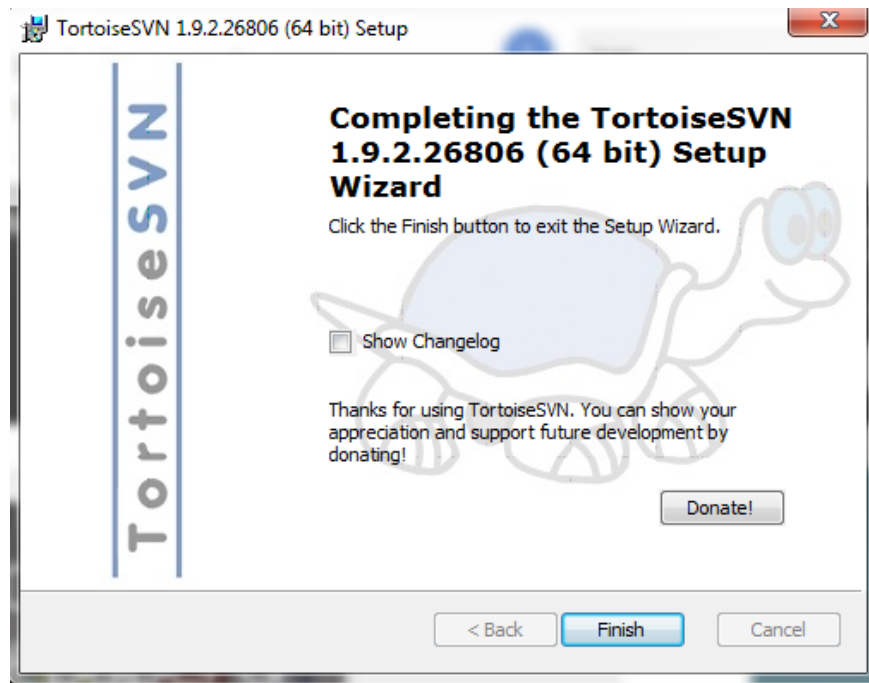 TortoiseSVN 1.9.2.26806 (64 bit) Setup
TortoiseSVN
Completing the TortoiseSVN
1.9.2.26806 (64 bit) Setup
Wizard
Click the Finish button to exit the Setup Wizard.
Show Changelog
Thanks for using TortoiseSVN. You can show your
appreciation and support future development by
donating!
Donate!
< Back
Finish
Cancel